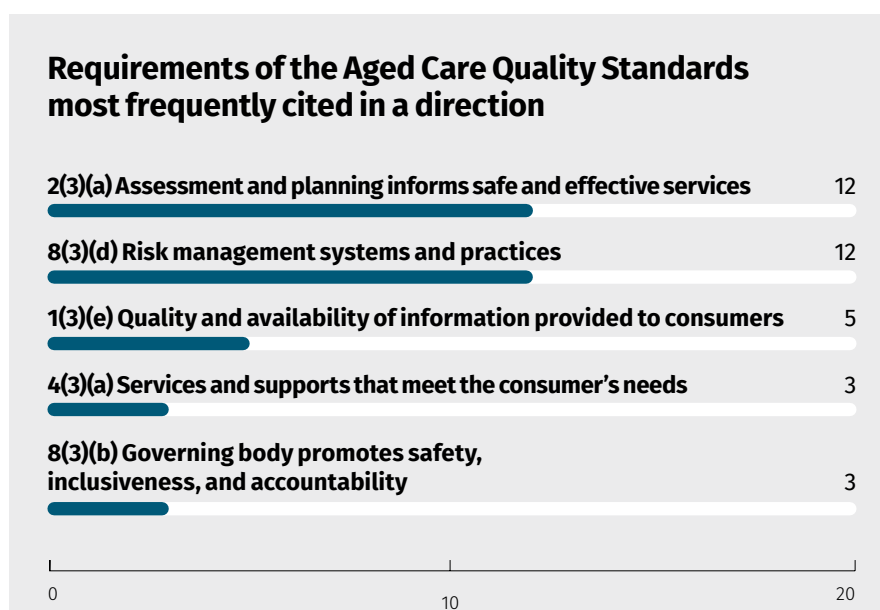 Requirements of the Aged Care Quality Standards
most frequently cited in a direction
2(3)(a) Assessment and planning informs safe and effective services 12
8(3)(d) Risk management systems and practices 12
1(3)(e) Quality and availability of information provided to consumers 5
4(3)(a) Services and supports that meet the consumer’s needs 3
8(3)(b) Governing body promotes safety,
inclusiveness, and accountability 3
0 10 20